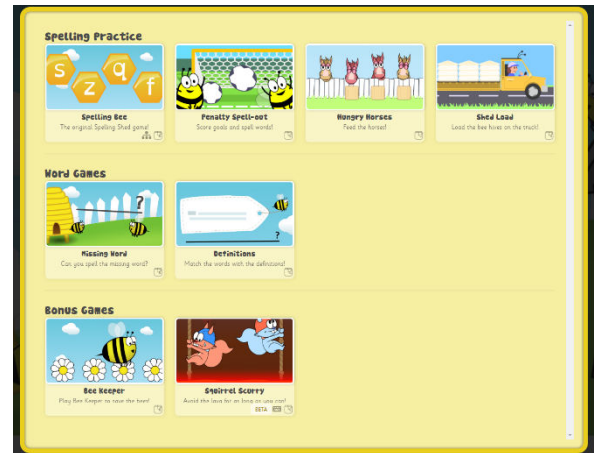 Spelling Practice
s z q f
Spelling Bee
The original Spelling Shed game!
Penalty Spell-out
Score goals and spell words!
Hungry Horses
Feed the horses!
Shed Load
Load the bee hives on the truck!
Word Games
?
Missing Word
Can you spell the missing word?
?
Definitions
Match the words with the definitions!
Bonus Games
Bee Keeper
Play Bee Keeper to save the bees!
Squirrel Scorry
Avoid the lava for as long as you can!
BETA